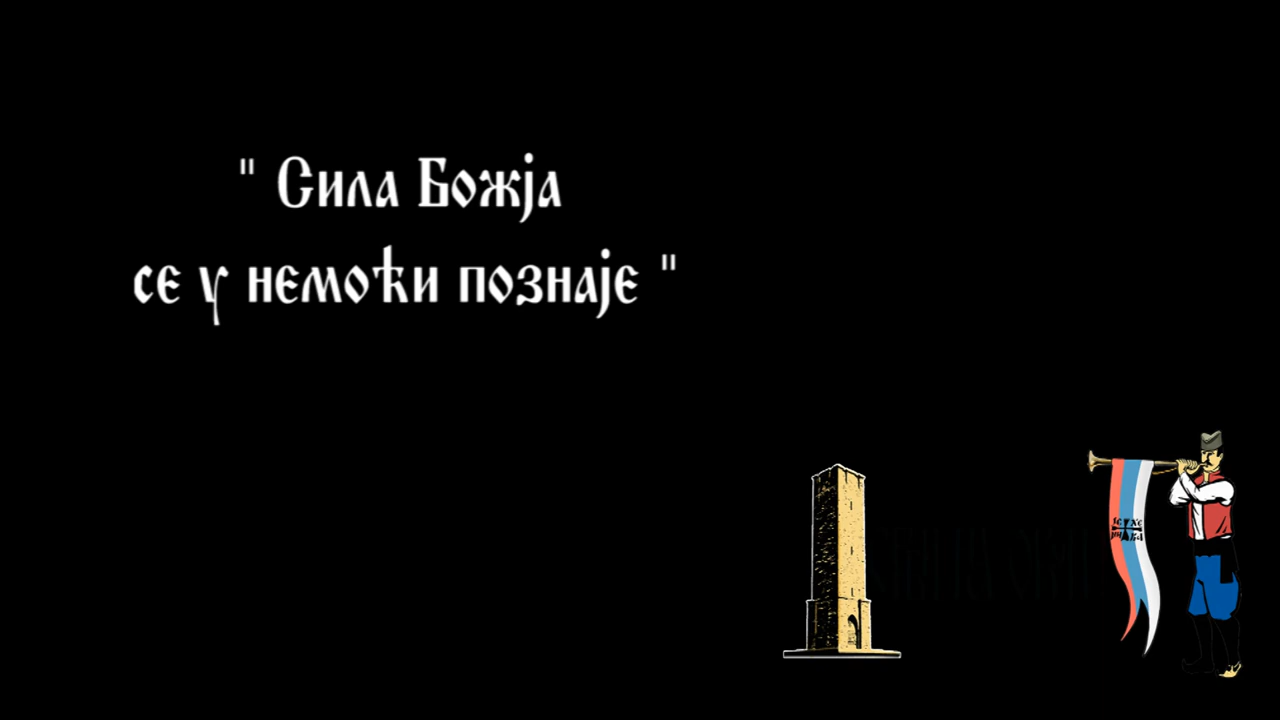 " Сила Божја
се у немоћи познаје "